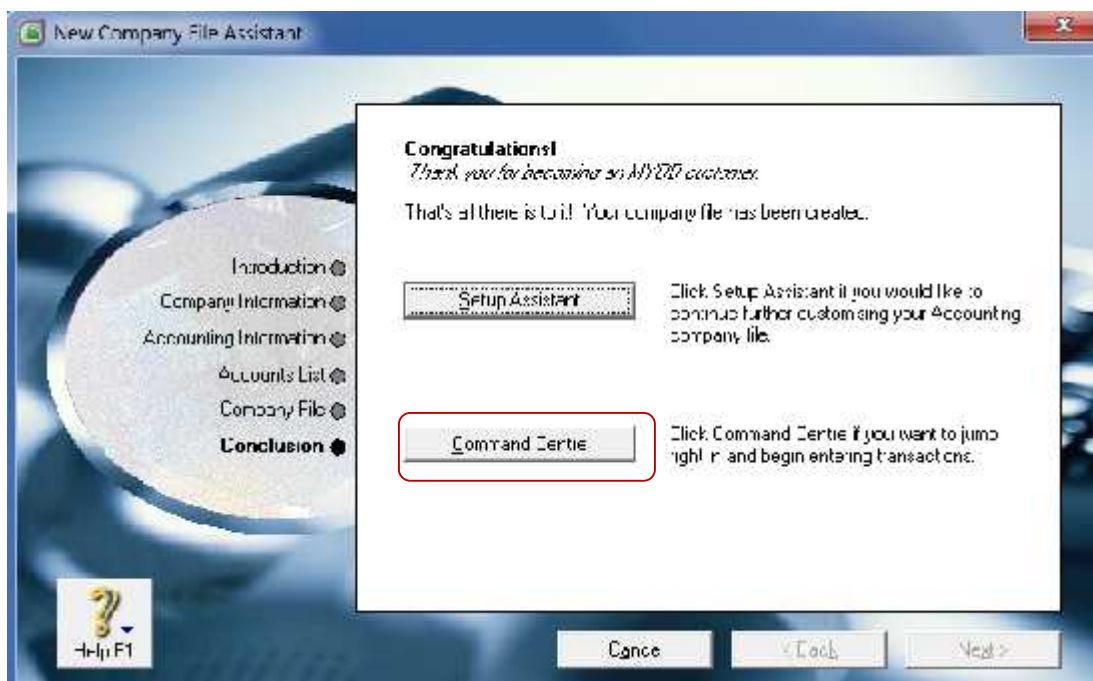 New Company File Assistant
Congratulations!
Thank you for becoming an MYOB customer.
That's all there is to it! Your company file has been created.
Introduction
Company Information
Accounting Information
Accounts List
Company File
Conclusion
Setup Assistant
Click Setup Assistant if you would like to
continue further customising your Accounting
company file.
Command Centre
Click Command Centre if you want to jump
right in and begin entering transactions.
Help F1
Cancel
< Back
Next >